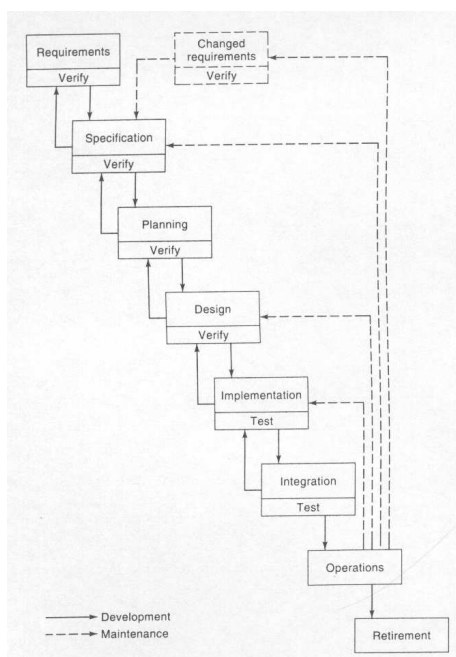 Requirements
Verify
Changed
requirements
Verify
Specification
Verify
Planning
Verify
Design
Verify
Implementation
Test
Integration
Test
Operations
Development
Maintenance
Retirement